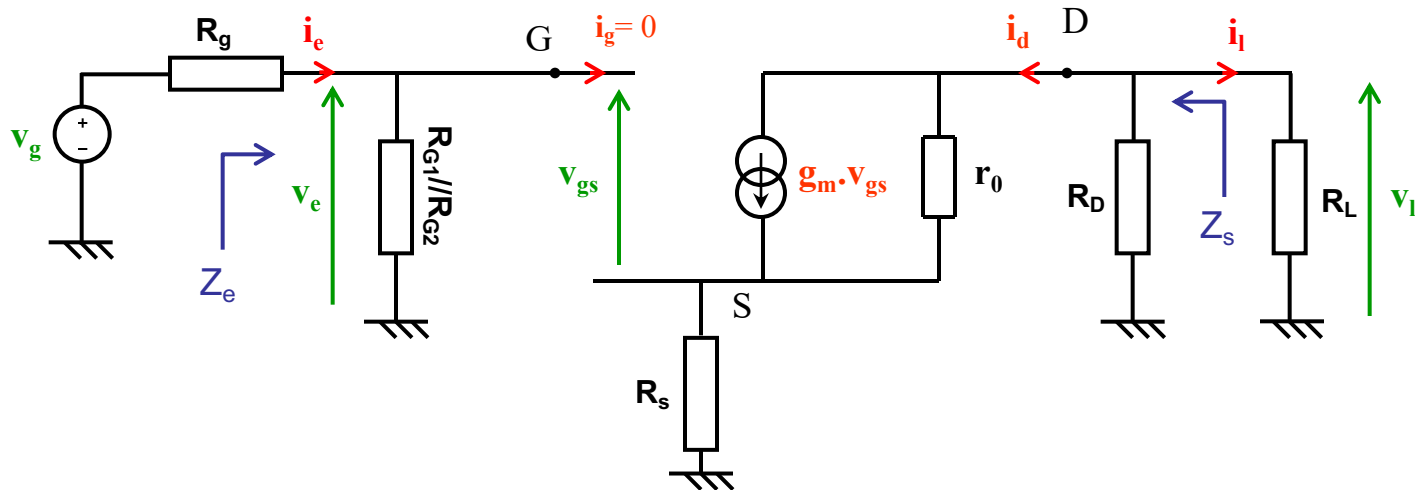 Rg
ie
G
ig= 0
id
D
il
vg
+
−
Ze
ve
RG1//RG2
vgs
gm.vgs
r0
RD
Zs
RL
vl
S
Rs